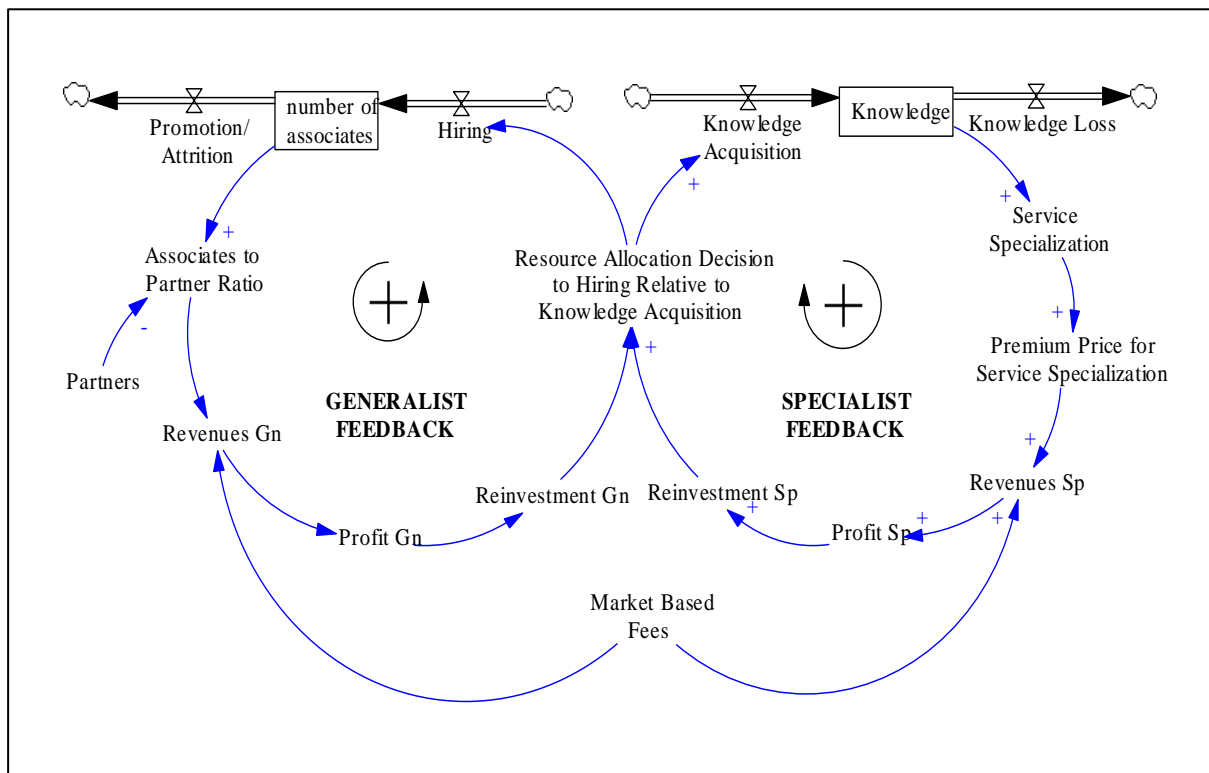 Promotion/
Attrition
number of
associates
Hiring
Knowledge
Acquisition
Knowledge
Knowledge Loss
+
+
+
Service
Specialization
Associates to
Partner Ratio
Resource Allocation Decision
to Hiring Relative to
Knowledge Acquisition
+
+
-
+
+
Partners
Premium Price for
Service Specialization
GENERALIST
FEEDBACK
SPECIALIST
FEEDBACK
Revenues Gn
+
Reinvestment Gn
Reinvestment Sp
Revenues Sp
+
+
+
Profit Gn
Profit Sp
Market Based
Fees